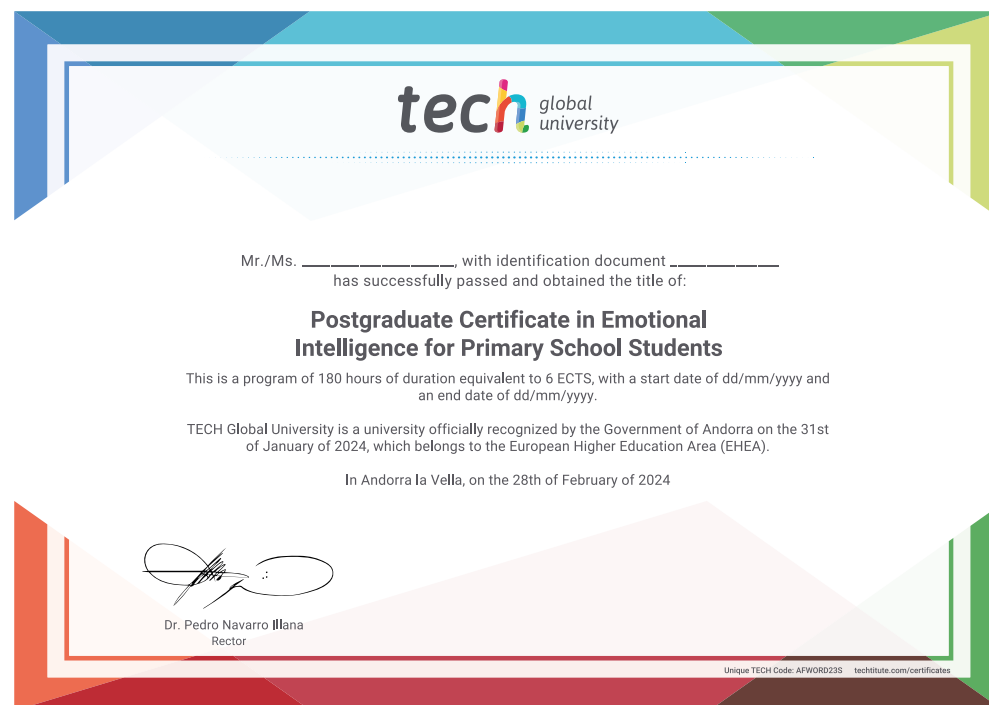 tech global university
Mr./Ms. ____________________, with identification document ______________
has successfully passed and obtained the title of:
Postgraduate Certificate in Emotional
Intelligence for Primary School Students
This is a program of 180 hours of duration equivalent to 6 ECTS, with a start date of dd/mm/yyyy and
an end date of dd/mm/yyyy.
TECH Global University is a university officially recognized by the Government of Andorra on the 31st
of January of 2024, which belongs to the European Higher Education Area (EHEA).
In Andorra la Vella, on the 28th of February of 2024
Dr. Pedro Navarro Illana
Rector
Unique TECH Code: AFWORD23S techtitute.com/certificates